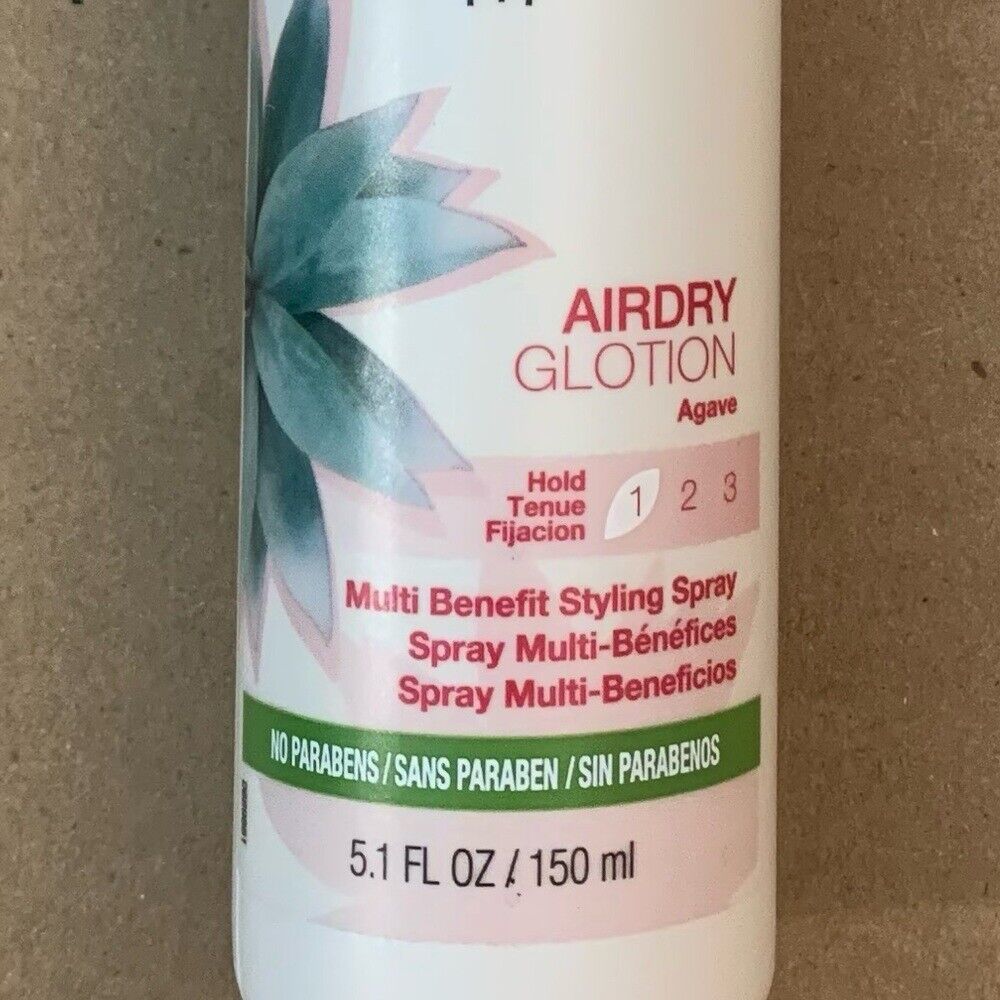 AIRDRY
GLOTION
Agave
Hold
Tenue
Fijacion
1 2 3
Multi Benefit Styling Spray
Spray Multi-Bénéfices
Spray Multi-Beneficios
NO PARABENS / SANS PARABEN / SIN PARABENOS
5.1 FL OZ / 150 ml